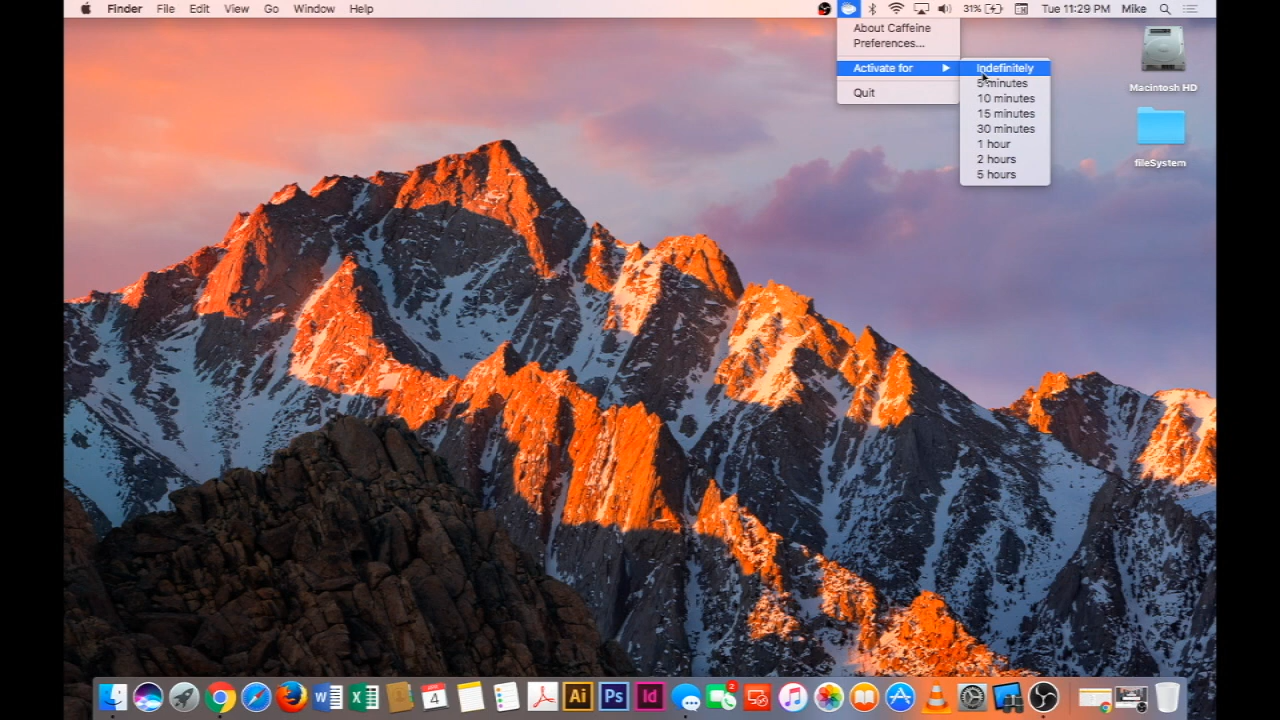 Finder File Edit View Go Window Help 31% Tue 11:29 PM Mike
About Caffeine
Preferences...
Activate for
Quit
Indefinitely
5 minutes
10 minutes
15 minutes
30 minutes
1 hour
2 hours
5 hours
Macintosh HD
fileSystem
W X 4 Ai Ps Id 2